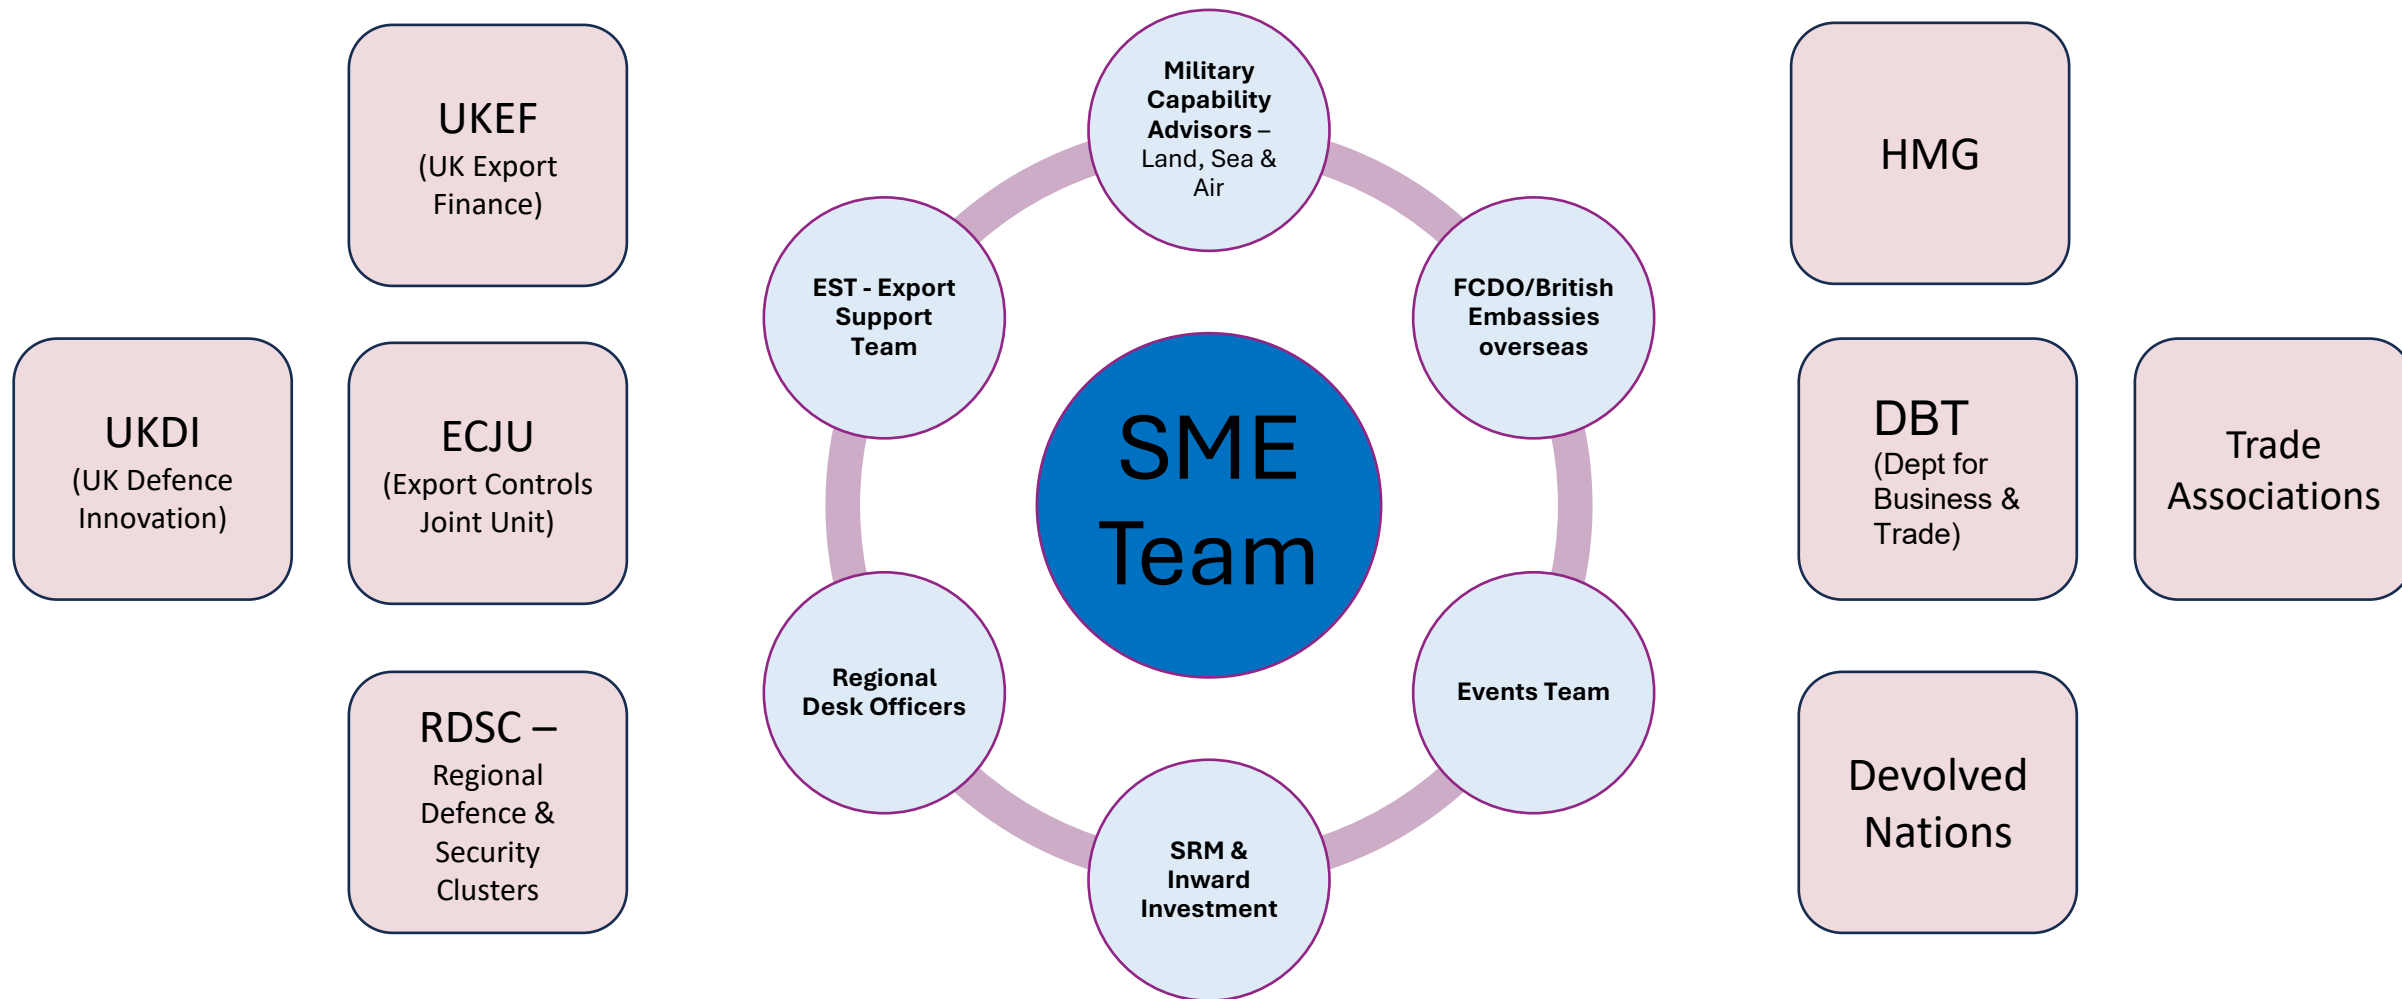 UKEF
(UK Export
Finance)
UKDI
(UK Defence
Innovation)
ECJU
(Export Controls
Joint Unit)
RDSC –
Regional
Defence &
Security
Clusters
Military
Capability
Advisors –
Land, Sea &
Air
EST - Export
Support
Team
FCDO/British
Embassies
overseas
SME
Team
Regional
Desk Officers
Events Team
SRM &
Inward
Investment
HMG
DBT
(Dept for
Business &
Trade)
Trade
Associations
Devolved
Nations